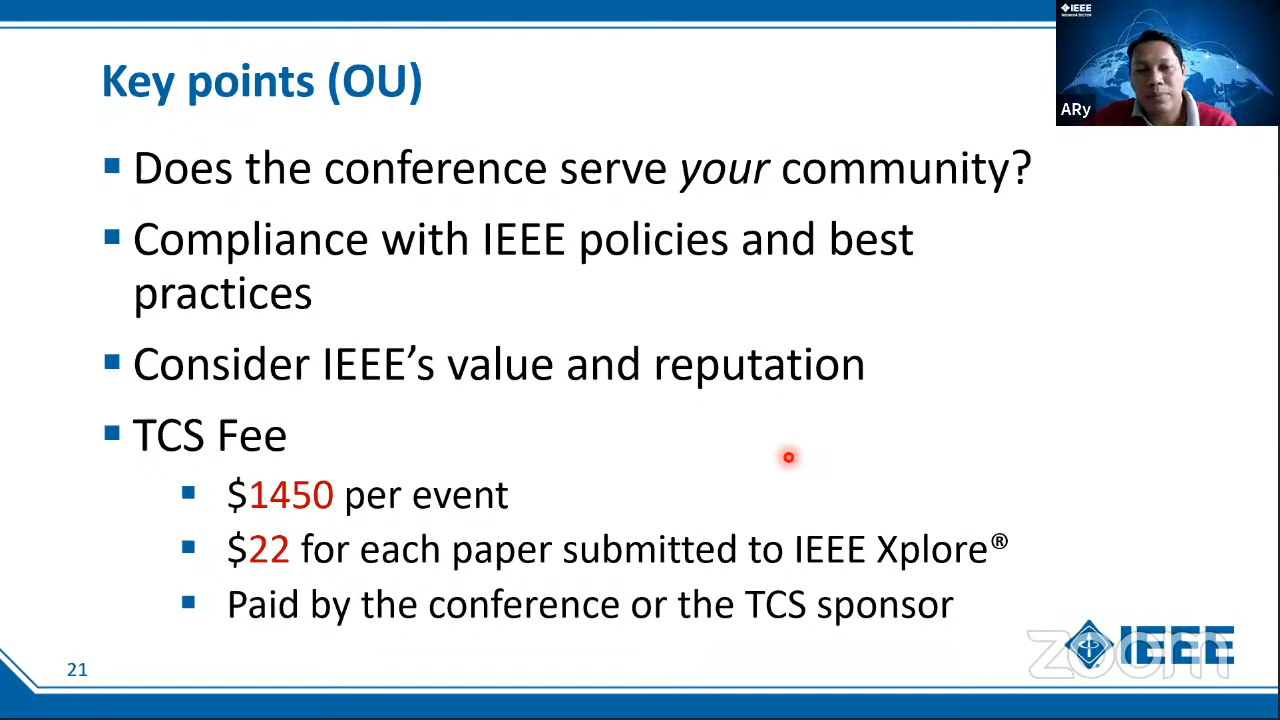 Key points (OU)
Does the conference serve your community?
Compliance with IEEE policies and best
practices
Consider IEEE’s value and reputation
TCS Fee
$1450 per event
$22 for each paper submitted to IEEE Xplore®
Paid by the conference or the TCS sponsor
21
IEEE
zoom
IEEE
INDONESIA SECTION
ARy